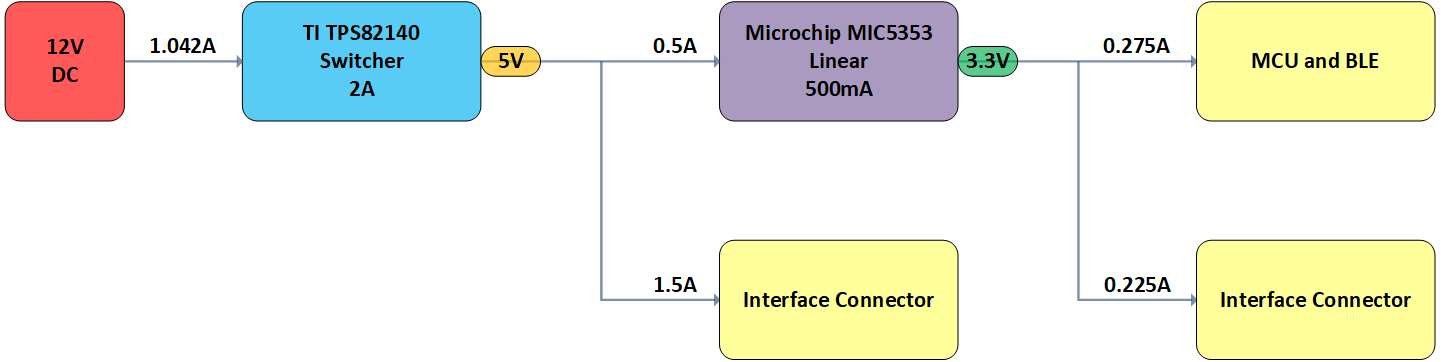 12V
DC
1.042A
TI TPS82140
Switcher
2A
5V
0.5A
Microchip MIC5353
Linear
500mA
3.3V
0.275A
MCU and BLE
1.5A
Interface Connector
0.225A
Interface Connector